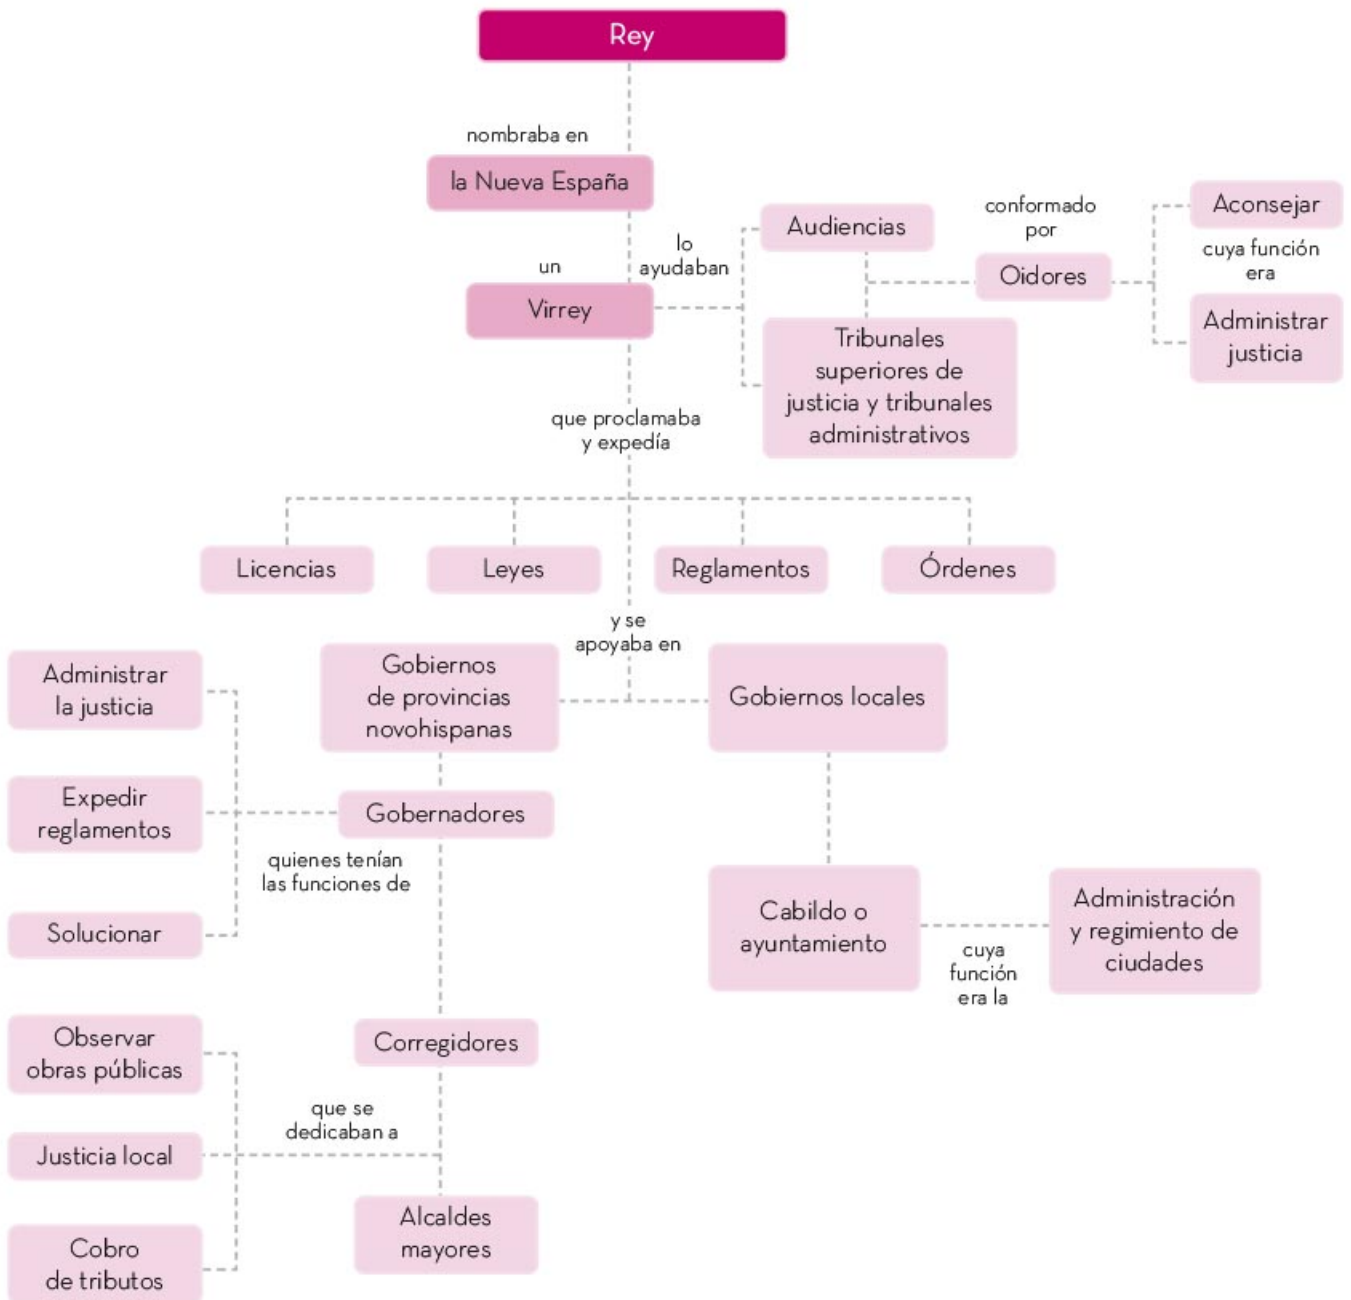 Rey
nombraba en
la Nueva España
un
Virrey
lo
ayudaban
Audiencias
Tribunales
superiores de
justicia y tribunales
administrativos
conformado
por
Oidores
Aconsejar
cuya función
era
Administrar
justicia
que proclamaba
y expedía
Licencias
Leyes
Reglamentos
Órdenes
y se
apoyaba en
Gobiernos
de provincias
novohispanas
Gobiernos locales
Gobernadores
quienes tenían
las funciones de
Administrar
la justicia
Expedir
reglamentos
Solucionar
Cabildo o
ayuntamiento
cuya
función
era la
Administración
y regimiento de
ciudades
Corregidores
que se
dedicaban a
Observar
obras públicas
Justicia local
Cobro
de tributos
Alcaldes
mayores